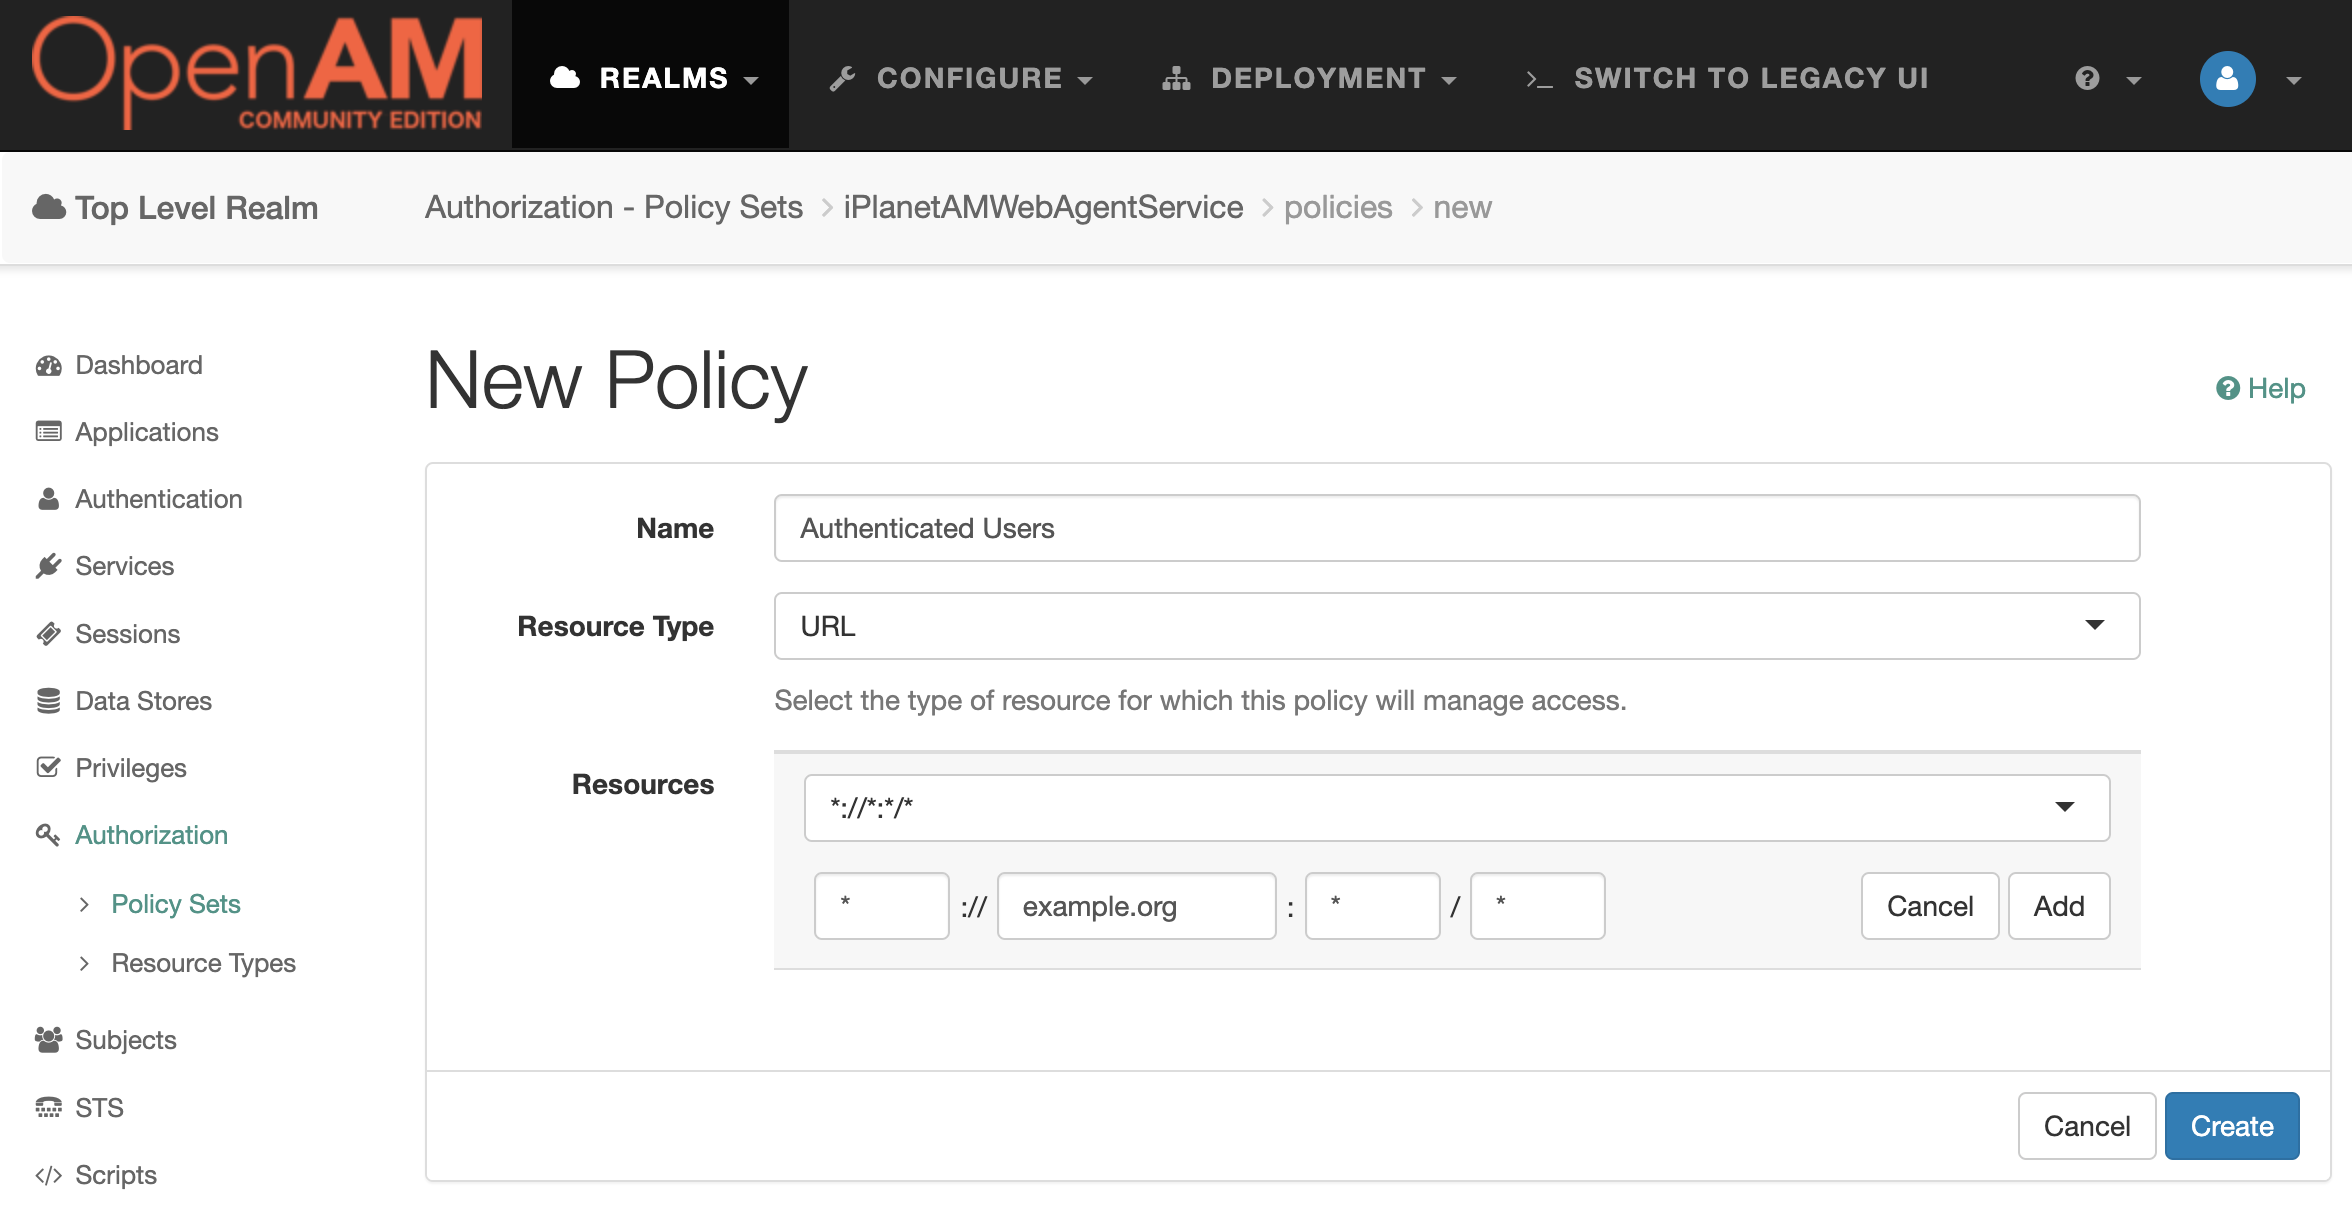 OpenAM
COMMUNITY EDITION
REALMS
CONFIGURE
DEPLOYMENT
SWITCH TO LEGACY UI
Top Level Realm
Authorization - Policy Sets > iPlanetAMWebAgentService > policies > new
Dashboard
Applications
Authentication
Services
Sessions
Data Stores
Privileges
Authorization
Policy Sets
Resource Types
Subjects
STS
Scripts
New Policy
Help
Name
Authenticated Users
Resource Type
URL
Select the type of resource for which this policy will manage access.
Resources
*://*:*/*
* :// example.org : * / * Cancel Add
Cancel Create